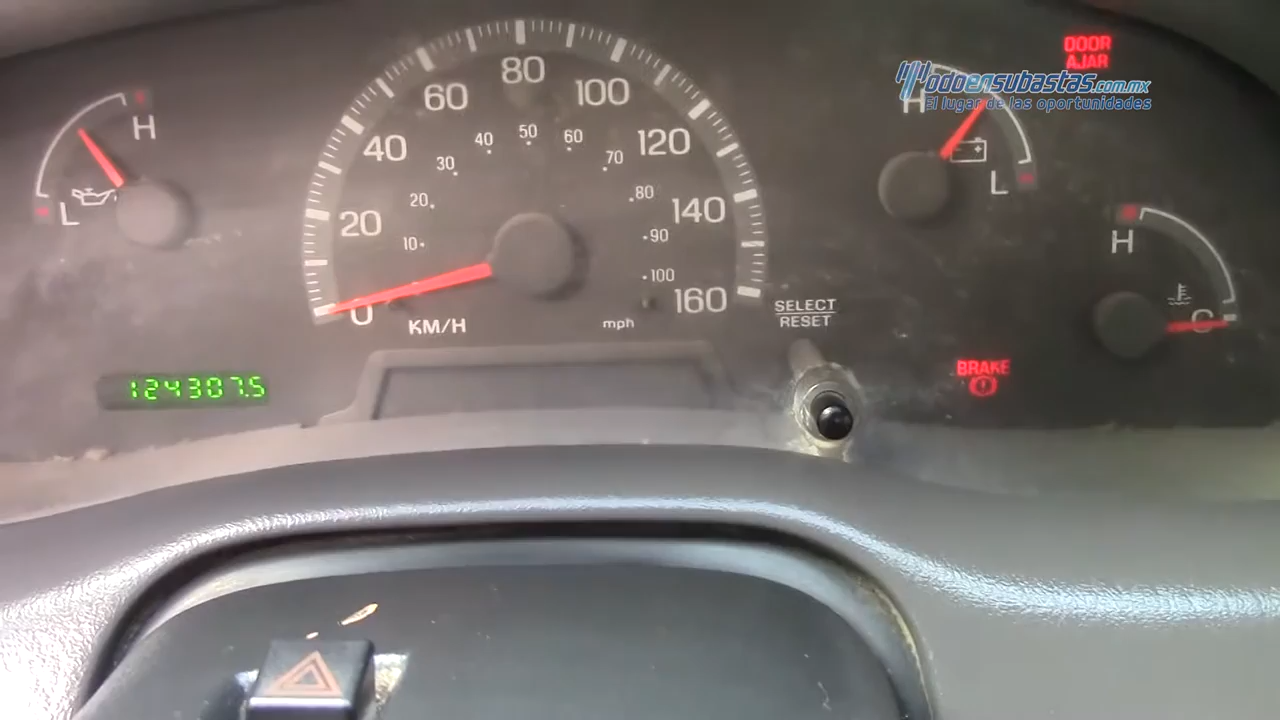 DOOR
AJAR
Todoensubastas.com.mx
El lugar de las oportunidades
H
L
80
60
100
40
120
20
140
0
160
50
40
60
30
70
20
80
10
90
100
KM/H
mph
H
L
H
C
SELECT
RESET
124307.5
BRAKE